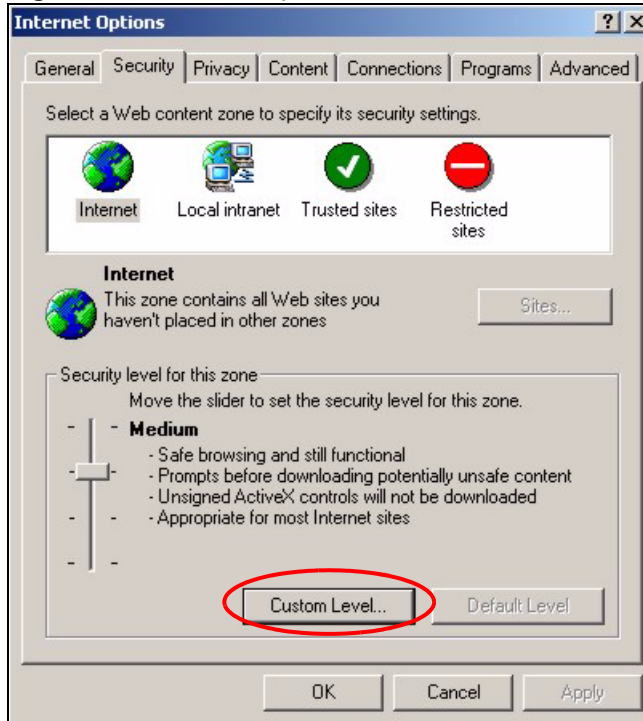 Internet Options
General Security Privacy Content Connections Programs Advanced
Select a Web content zone to specify its security settings.
Internet Local intranet Trusted sites Restricted sites
Internet
This zone contains all Web sites you
haven't placed in other zones
Sites...
Security level for this zone
Move the slider to set the security level for this zone.
Medium
- Safe browsing and still functional
- Prompts before downloading potentially unsafe content
- Unsigned ActiveX controls will not be downloaded
- Appropriate for most Internet sites
Custom Level... Default Level
OK Cancel Apply